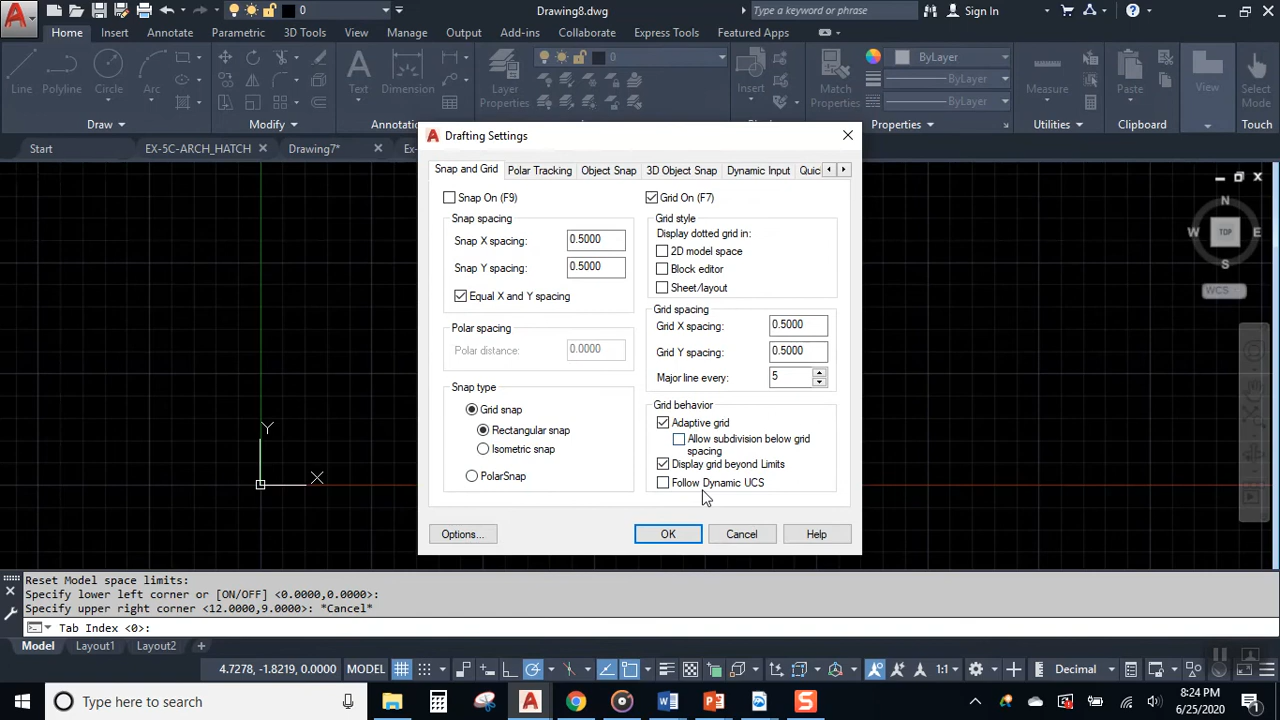 0
Drawing8.dwg
Type a keyword or phrase
Sign In
Home Insert Annotate Parametric 3D Tools View Manage Output Add-ins Collaborate Express Tools Featured Apps
Line Polyline Circle Arc
Text Dimension
Layer Properties
0
Insert
Match Properties
ByLayer
ByLayer
ByLayer
Measure
Paste
View
Select Mode
Draw Modify Annotatio Properties Utilities Clipboard Touch
Start EX-5C-ARCH_HATCH Drawing7* Ex-
Drafting Settings
Snap and Grid Polar Tracking Object Snap 3D Object Snap Dynamic Input Quic
Snap On (F9)
Snap spacing
Snap X spacing: 0.5000
Snap Y spacing: 0.5000
Equal X and Y spacing
Polar spacing
Polar distance: 0.0000
Snap type
Grid snap
Rectangular snap
Isometric snap
PolarSnap
Grid On (F7)
Grid style
Display dotted grid in:
2D model space
Block editor
Sheet/layout
Grid spacing
Grid X spacing: 0.5000
Grid Y spacing: 0.5000
Major line every: 5
Grid behavior
Adaptive grid
Allow subdivision below grid
spacing
Display grid beyond Limits
Follow Dynamic UCS
Options... OK Cancel Help
N
W TOP E
S
WCS
Y
X
Reset Model space limits:
Specify lower left corner or [ON/OFF] <0.0000,0.0000>:
Specify upper right corner <12.0000,9.0000>: *Cancel*
Tab Index <0>:
Model Layout1 Layout2 +
4.7278, -1.8219, 0.0000 MODEL 1:1 Decimal
Type here to search
8:24 PM
6/25/2020